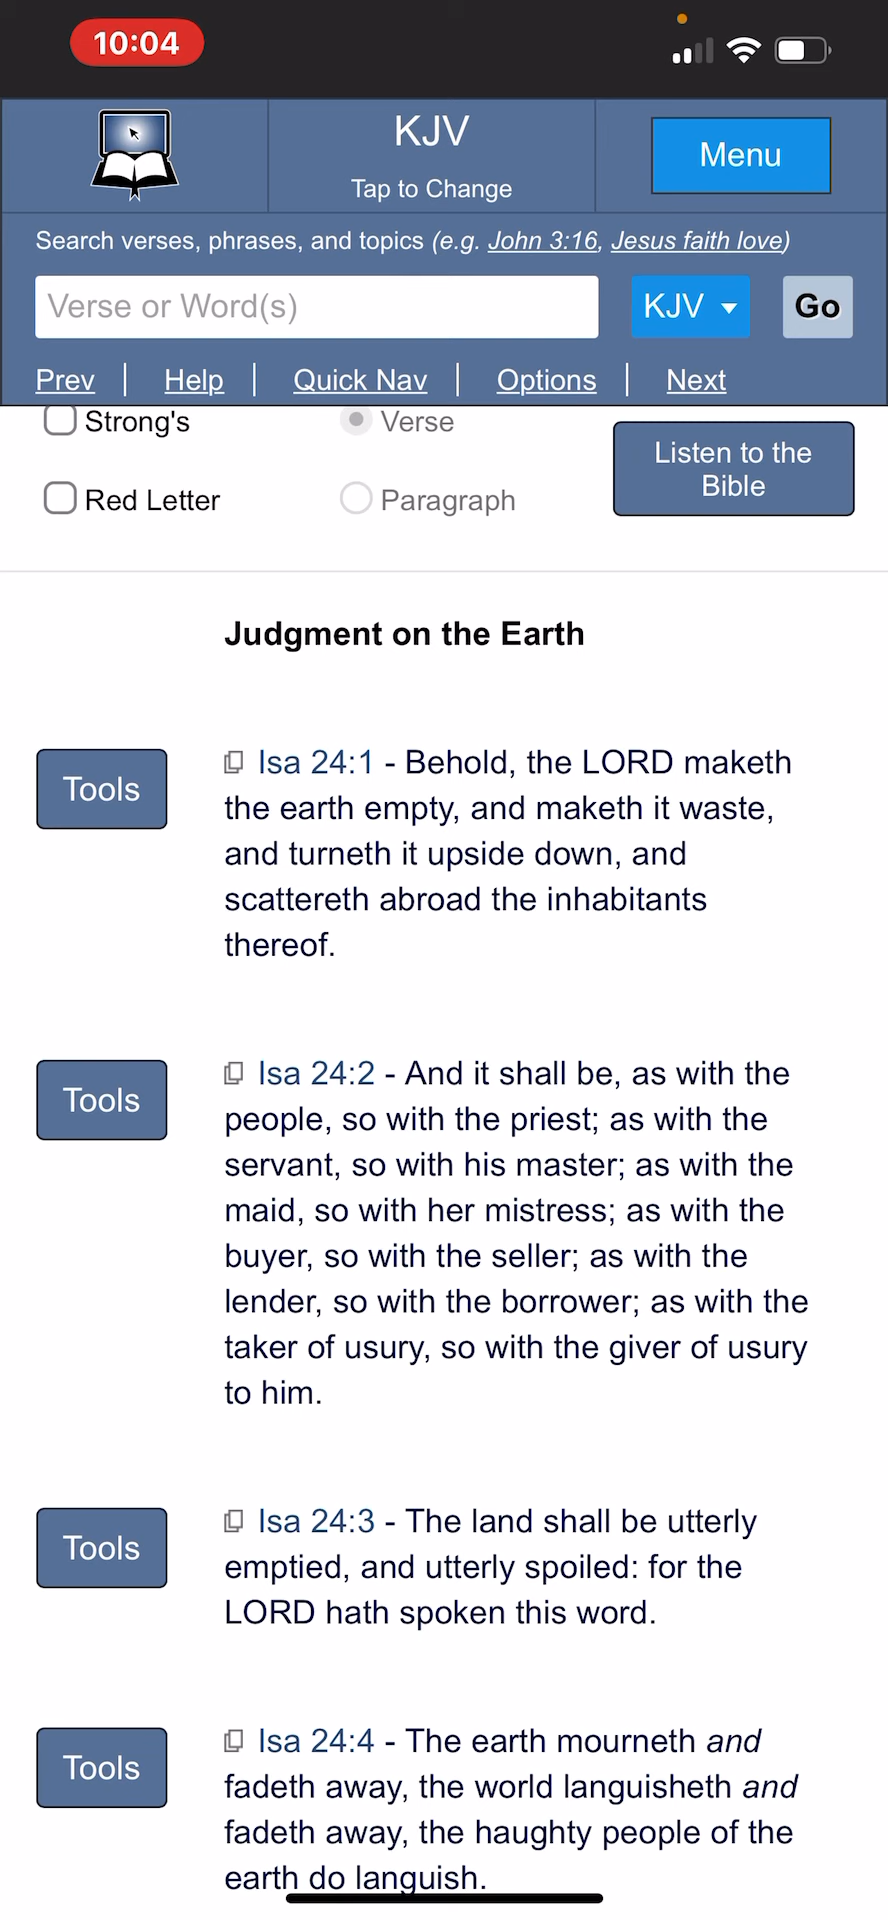 10:04
KJV
Tap to Change
Menu
Search verses, phrases, and topics (e.g. John 3:16, Jesus faith love)
Verse or Word(s)
KJV
Go
Prev | Help | Quick Nav | Options | Next
Strong's
Verse
Listen to the
Bible
Red Letter
Paragraph
Judgment on the Earth
Tools
Isa 24:1 - Behold, the LORD maketh
the earth empty, and maketh it waste,
and turneth it upside down, and
scattereth abroad the inhabitants
thereof.
Tools
Isa 24:2 - And it shall be, as with the
people, so with the priest; as with the
servant, so with his master; as with the
maid, so with her mistress; as with the
buyer, so with the seller; as with the
lender, so with the borrower; as with the
taker of usury, so with the giver of usury
to him.
Tools
Isa 24:3 - The land shall be utterly
emptied, and utterly spoiled: for the
LORD hath spoken this word.
Tools
Isa 24:4 - The earth mourneth and
fadeth away, the world languisheth and
fadeth away, the haughty people of the
earth do languish.